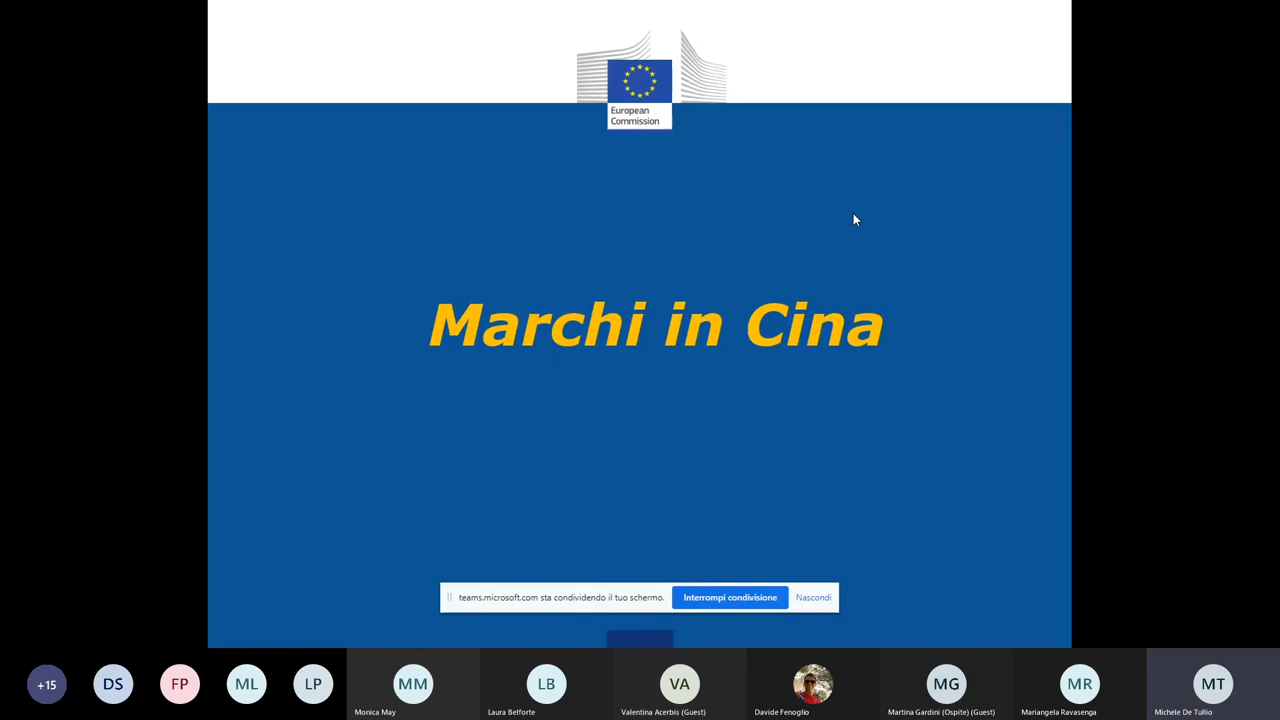 European
Commission
Marchi in Cina
teams.microsoft.com sta condividendo il tuo schermo.
Interrompi condivisione
Nascondi
+15
DS
FP
ML
LP
MM
LB
VA
MG
MR
MT
Monica May
Laura Belforte
Valentina Acerbis (Guest)
Davide Fenoglio
Martina Gardini (Ospite) (Guest)
Mariangela Ravasenga
Michele De Tullio